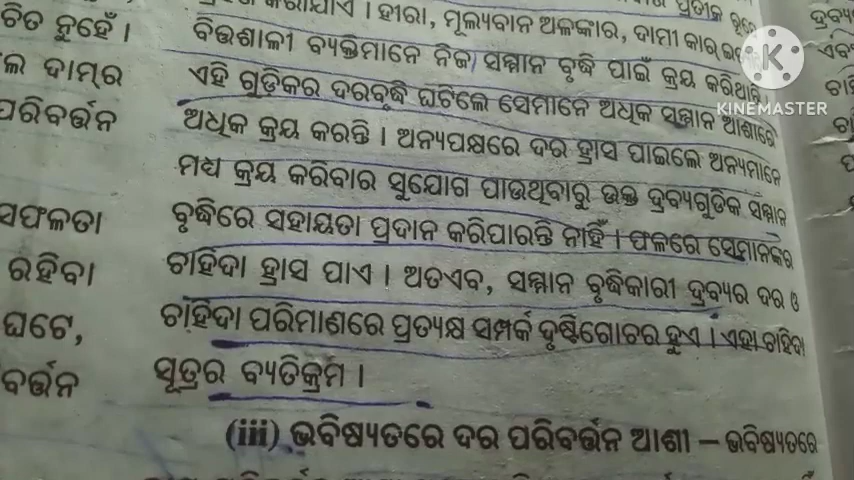 ଚିତ ନୁହେଁ ।
ଲ ଦାମ୍‌ର
ପରିବର୍ତ୍ତନ
ସଫଳତା
ରହିବା
ଘଟେ,
ବର୍ତ୍ତନ
କରାଯାଏ । ହୀରା, ମୂଲ୍ୟବାନ ଅଳଙ୍କାର, ଦାମୀ କାର୍
ବିତ୍ତଶାଳୀ ବ୍ୟକ୍ତିମାନେ ନିଜ ସମ୍ମାନ ବୃଦ୍ଧି ପାଇଁ କ୍ରୟ କରିଥାନ୍ତି ।
ଏହି ଗୁଡ଼ିକର ଦରବୃଦ୍ଧି ଘଟିଲେ ସେମାନେ ଅଧିକ ସମ୍ମାନ ଆଶାରେ
ଅଧିକ କ୍ରୟ କରନ୍ତି । ଅନ୍ୟପକ୍ଷରେ ଦର ହ୍ରାସ ପାଇଲେ ଅନ୍ୟମାନେ
ମଧ୍ୟ କ୍ରୟ କରିବାର ସୁଯୋଗ ପାଉଥିବାରୁ ଉକ୍ତ ଦ୍ରବ୍ୟଗୁଡିକ ସମ୍ମାନ
ବୃଦ୍ଧିରେ ସହାୟତା ପ୍ରଦାନ କରିପାରନ୍ତି ନାହିଁ । ଫଳରେ ସେମାନଙ୍କର
ଚାହିଦା ହ୍ରାସ ପାଏ । ଅତଏବ, ସମ୍ମାନ ବୃଦ୍ଧିକାରୀ ଦ୍ରବ୍ୟର ଦର ଓ
ଚାହିଦା ପରିମାଣରେ ପ୍ରତ୍ୟକ୍ଷ ସମ୍ପର୍କ ଦୃଷ୍ଟିଗୋଚର ହୁଏ । ଏହା ଚାହିଦା
ସୂତ୍ରର ବ୍ୟତିକ୍ରମ ।
(iii) ଭବିଷ୍ୟତରେ ଦର ପରିବର୍ତ୍ତନ ଆଶା – ଭବିଷ୍ୟତରେ
KINEMASTER